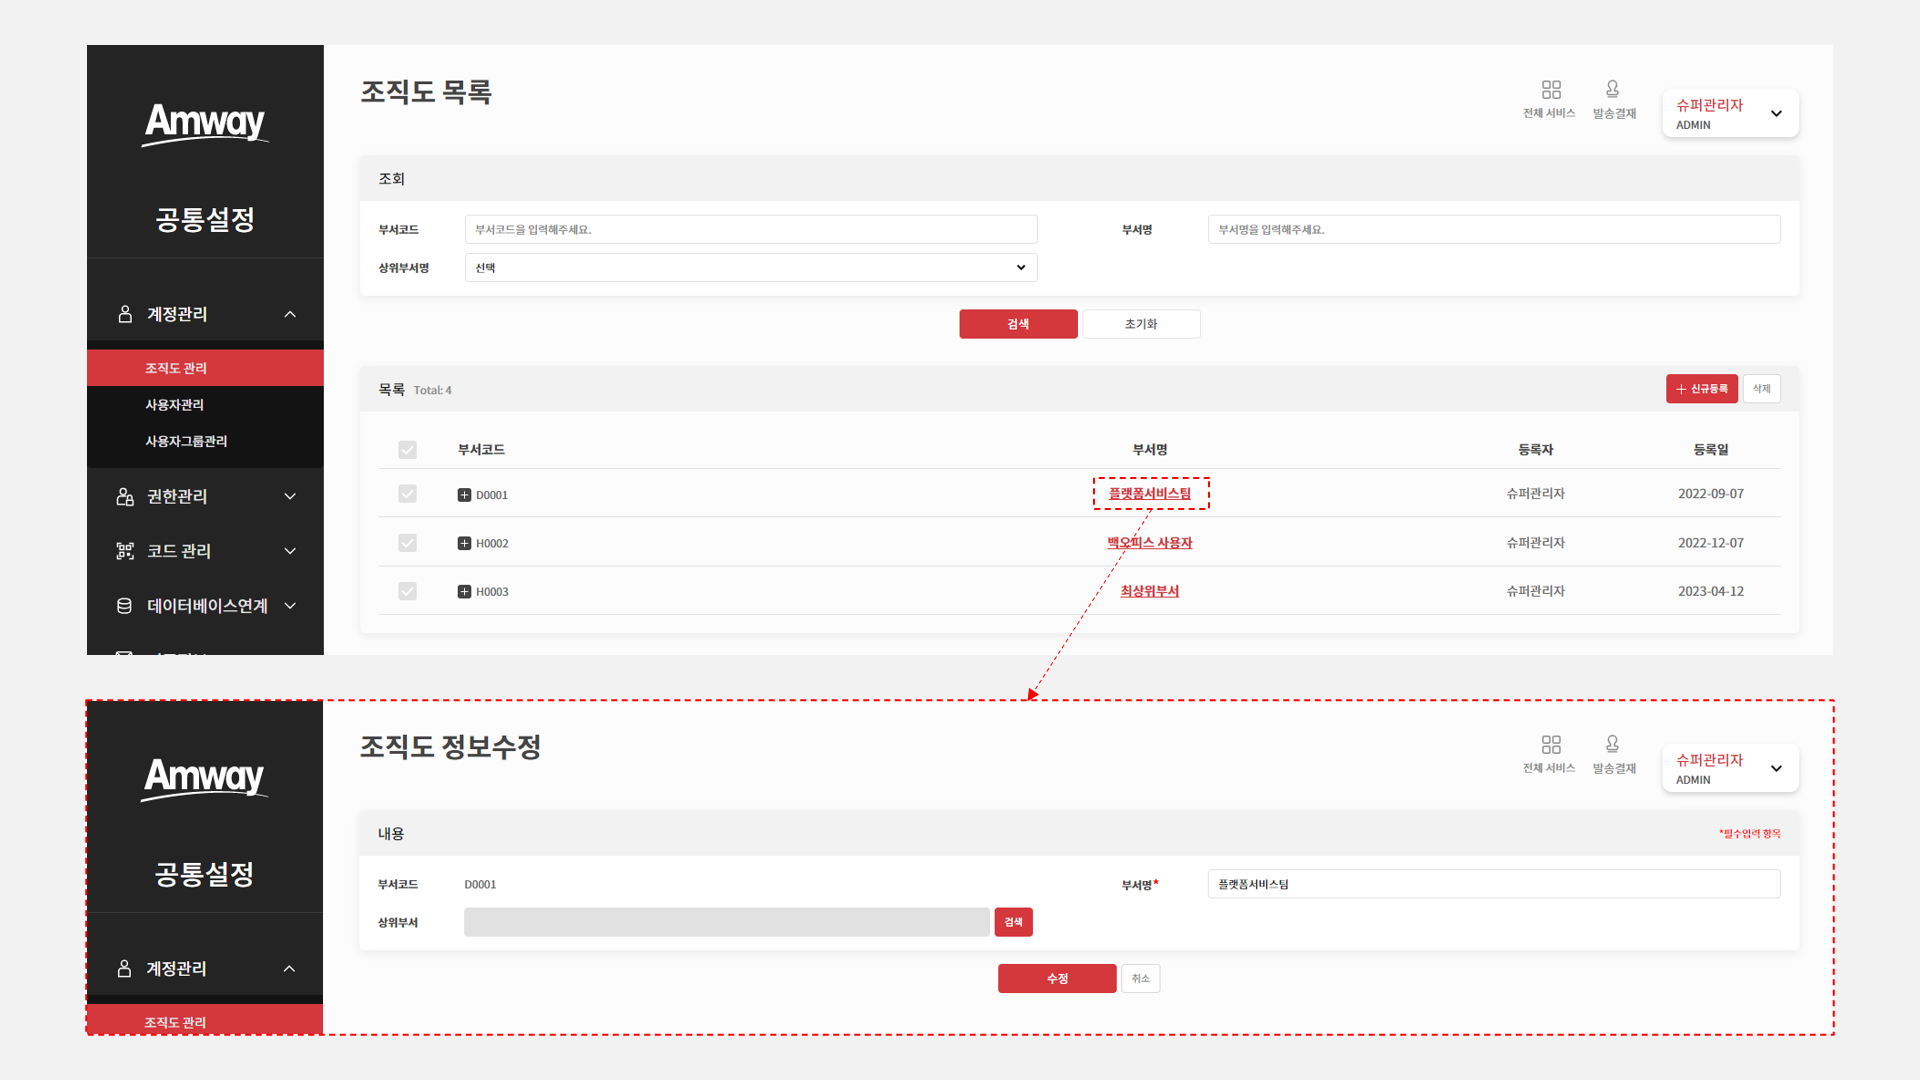 Amway
공통설정
계정관리
조직도 관리
사용자관리
사용자그룹관리
권한관리
코드 관리
데이터베이스연계
조직도 목록
전체 서비스
발송결재
슈퍼관리자
ADMIN
조회
부서코드
부서코드을 입력해주세요.
부서명
부서명을 입력해주세요.
상위부서명
선택
검색
초기화
목록 Total: 4
신규등록
삭제
부서코드 부서명 등록자 등록일
D0001 플랫폼서비스팀 슈퍼관리자 2022-09-07
H0002 백오피스 사용자 슈퍼관리자 2022-12-07
H0003 최상위부서 슈퍼관리자 2023-04-12
Amway
공통설정
계정관리
조직도 관리
조직도 정보수정
전체 서비스
발송결재
슈퍼관리자
ADMIN
내용
*필수입력 항목
부서코드 D0001
부서명* 플랫폼서비스팀
상위부서
검색
수정
취소